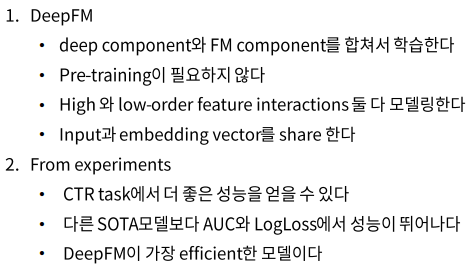 1. DeepFM
• deep component와 FM component를 합쳐서 학습한다
• Pre-training이 필요하지 않다
• High 와 low-order feature interactions 둘 다 모델링한다
• Input과 embedding vector를 share 한다
2. From experiments
• CTR task에서 더 좋은 성능을 얻을 수 있다
• 다른 SOTA모델보다 AUC와 LogLoss에서 성능이 뛰어나다
• DeepFM이 가장 efficient한 모델이다